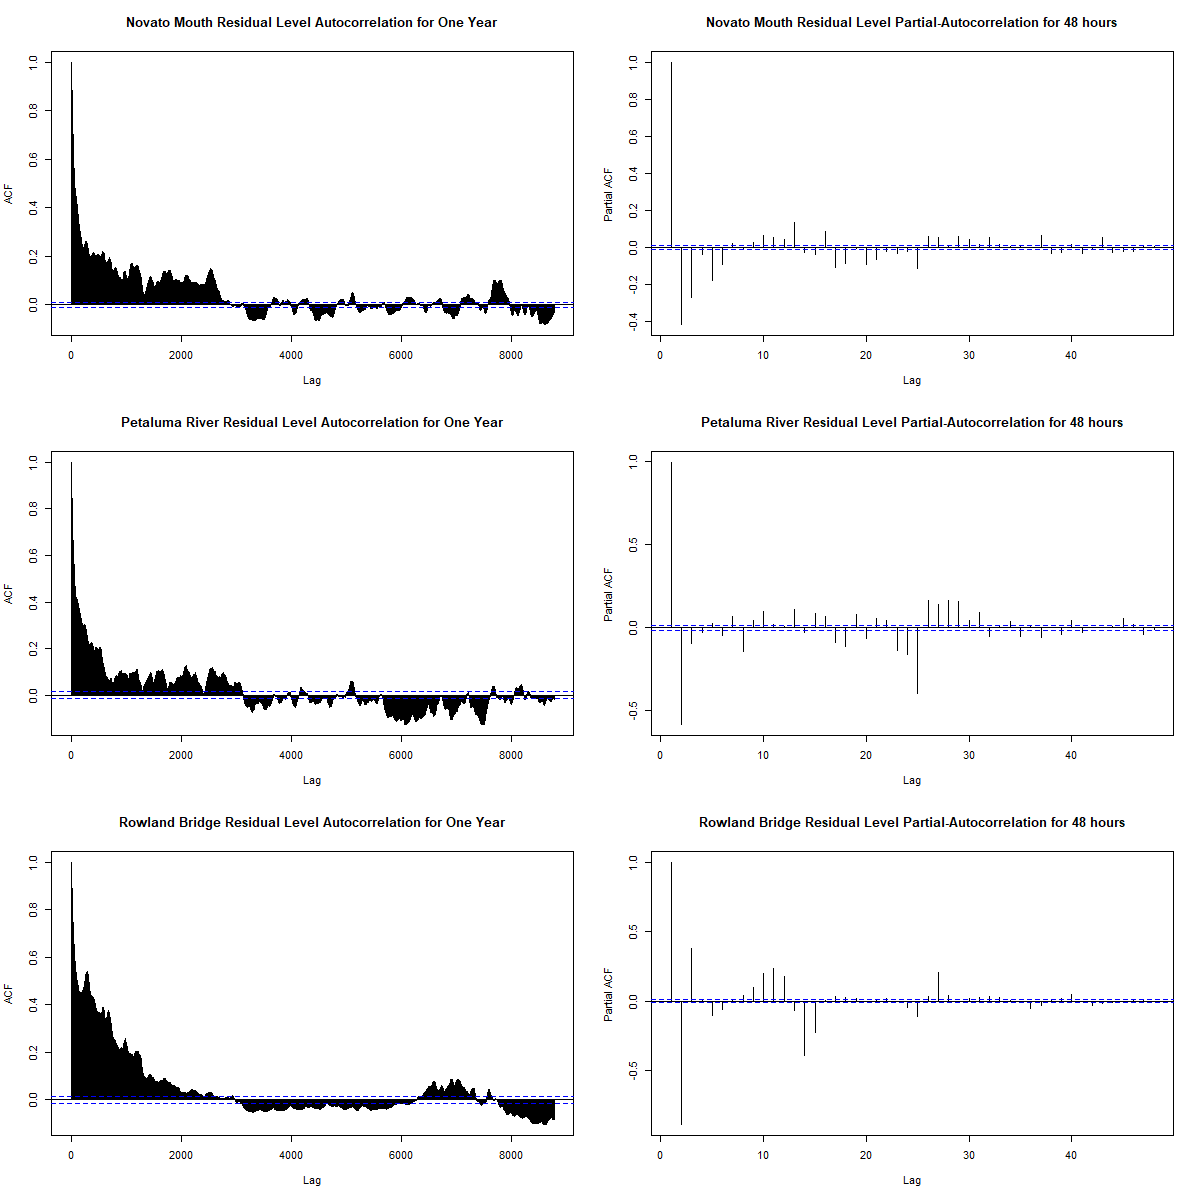 Novato Mouth Residual Level Autocorrelation for One Year
ACF
0.0 0.2 0.4 0.6 0.8 1.0
0 2000 4000 6000 8000
Lag
Novato Mouth Residual Level Partial-Autocorrelation for 48 hours
Partial ACF
-0.4 -0.2 0.0 0.2 0.4 0.6 0.8 1.0
0 10 20 30 40
Lag
Petaluma River Residual Level Autocorrelation for One Year
ACF
0.0 0.2 0.4 0.6 0.8 1.0
0 2000 4000 6000 8000
Lag
Petaluma River Residual Level Partial-Autocorrelation for 48 hours
Partial ACF
-0.5 0.0 0.5 1.0
0 10 20 30 40
Lag
Rowland Bridge Residual Level Autocorrelation for One Year
ACF
0.0 0.2 0.4 0.6 0.8 1.0
0 2000 4000 6000 8000
Lag
Rowland Bridge Residual Level Partial-Autocorrelation for 48 hours
Partial ACF
-0.5 0.0 0.5 1.0
0 10 20 30 40
Lag